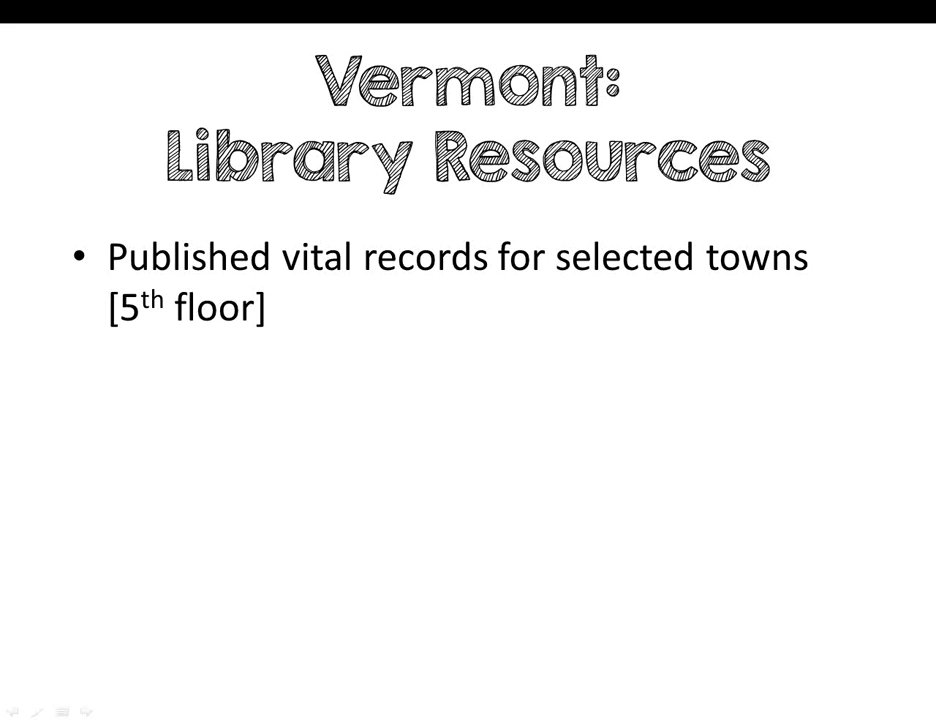 Vermont:
Library Resources
• Published vital records for selected towns
[5th floor]